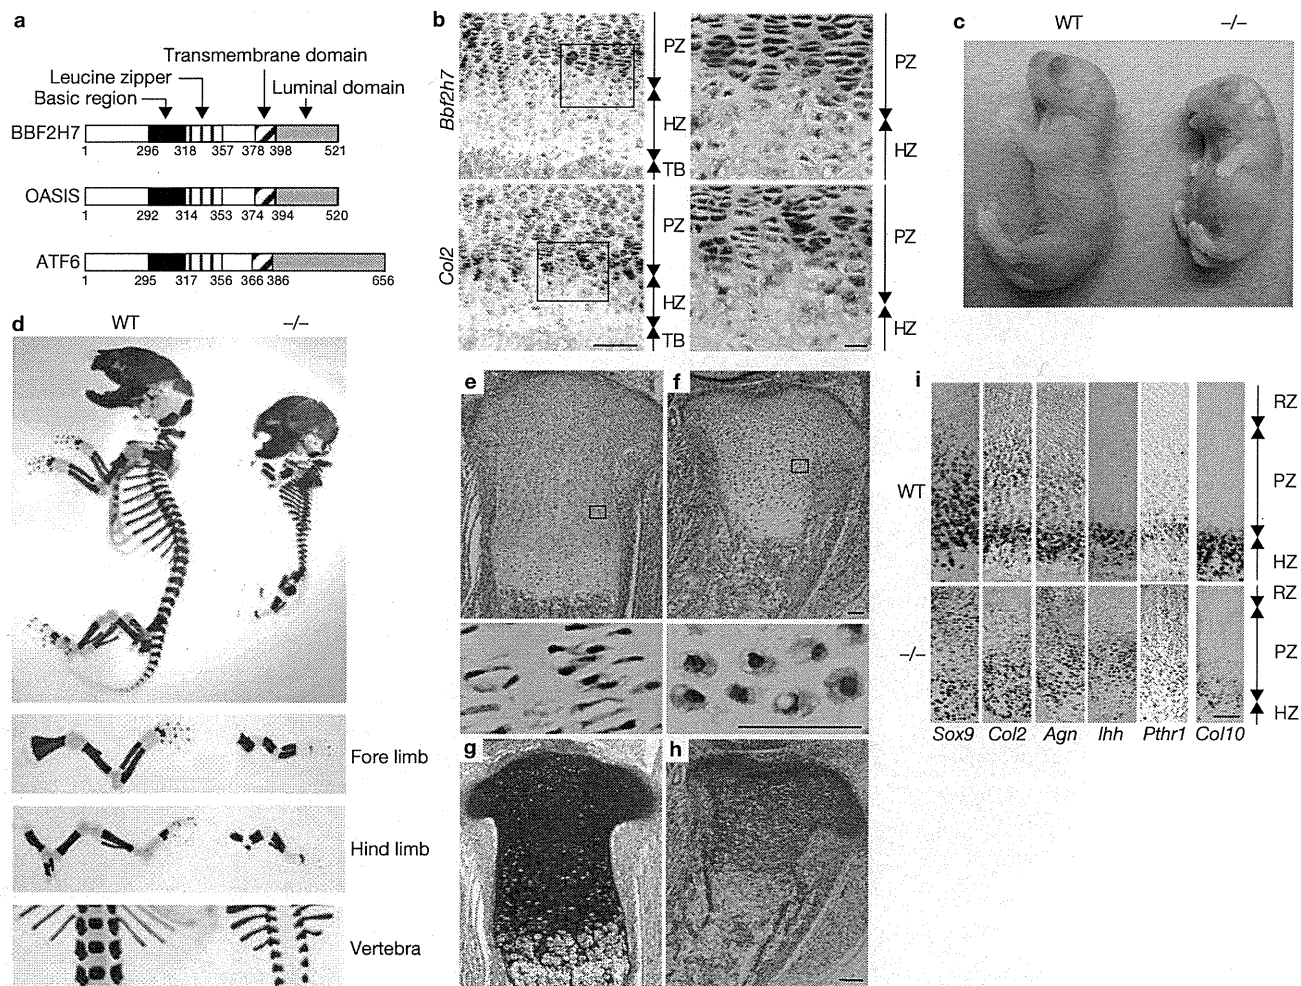 a
Transmembrane domain
Leucine zipper
Luminal domain
Basic region
BBF2H7
1 296 318 357 378 398 521
OASIS
1 292 314 353 374 394 520
ATF6
1 295 317 356 366 386 656
b
Bbf2h7
PZ
HZ
TB
PZ
HZ
Col2
PZ
HZ
TB
PZ
HZ
c
WT −/−
d
WT −/−
Fore limb
Hind limb
Vertebra
e
f
g
h
i
WT
RZ
PZ
HZ
−/−
RZ
PZ
HZ
Sox9 Col2 Agn Ihh Pthr1 Col10